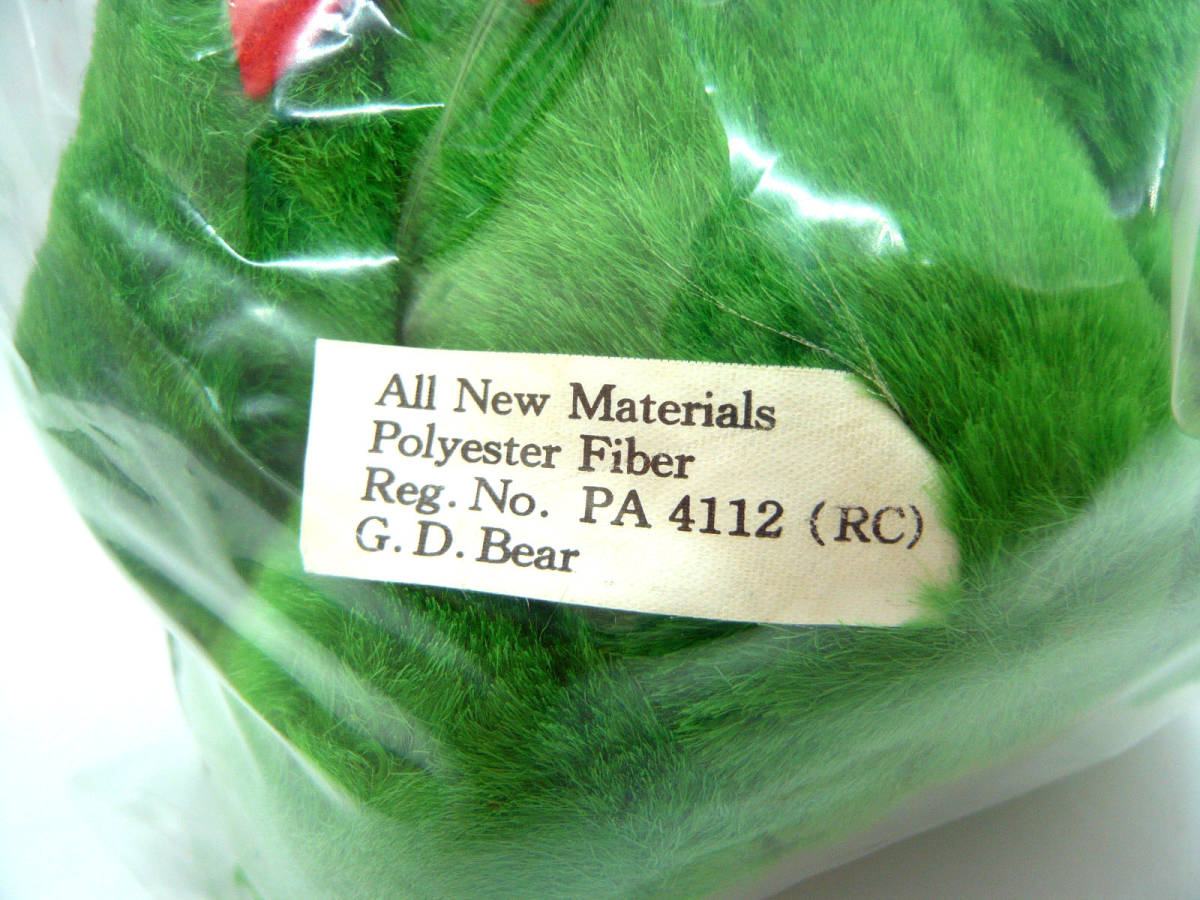 All New Materials
Polyester Fiber
Reg. No. PA 4112 (RC)
G. D. Bear